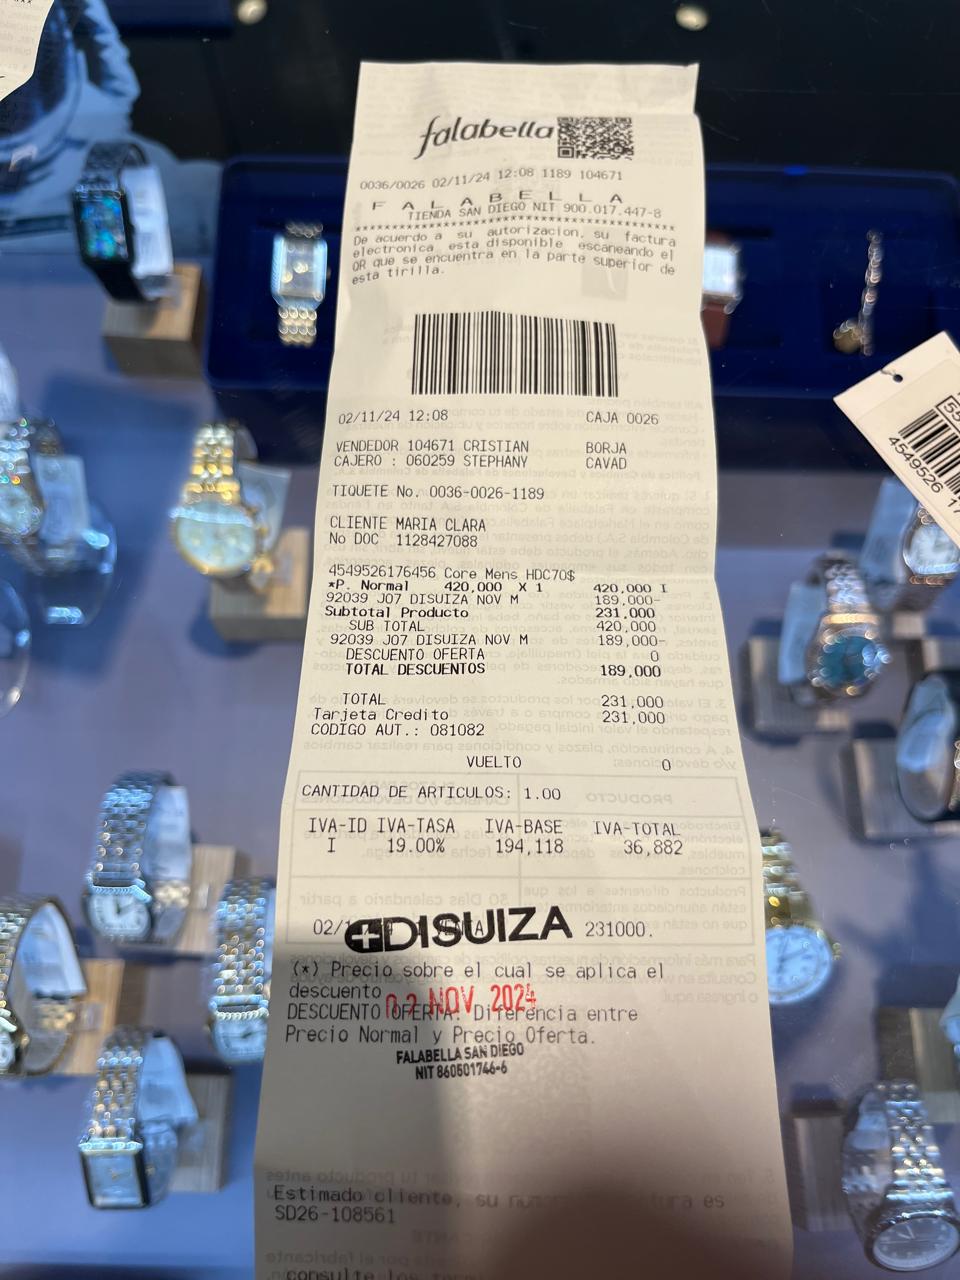 falabella
0036/0026 02/11/24 12:08 1189 104671
F A L A B E L L A
TIENDA SAN DIEGO NIT 900.017.447-8
****************************************
De acuerdo a su autorizacion, su factura
electronica esta disponible escaneando el
QR que se encuentra en la parte superior de
esta tirilla.
02/11/24 12:08 CAJA 0026
VENDEDOR 104671 CRISTIAN BORJA
CAJERO : 060259 STEPHANY CAVAD
TIQUETE No. 0036-0026-1189
CLIENTE MARIA CLARA
No DOC 1128427088
4549526176456 Core Mens HDC70$
*P. Normal 420,000 X 1 420,000 I
92039 J07 DISUIZA NOV M 189,000-
Subtotal Producto 231,000
SUB TOTAL 420,000
92039 J07 DISUIZA NOV M 189,000-
DESCUENTO OFERTA 0
TOTAL DESCUENTOS 189,000
TOTAL 231,000
Tarjeta Credito 231,000
CODIGO AUT.: 081082
VUELTO 0
CANTIDAD DE ARTICULOS: 1.00
IVA-ID IVA-TASA IVA-BASE IVA-TOTAL
I 19.00% 194,118 36,882
DISUIZA
231000.
(*) Precio sobre el cual se aplica el
descuento
02 NOV 2024
DESCUENTO OFERTA: Diferencia entre
Precio Normal y Precio Oferta.
FALABELLA SAN DIEGO
NIT 860501746-6
Estimado cliente, su es
SD26-108561
consulte los
4549526 17